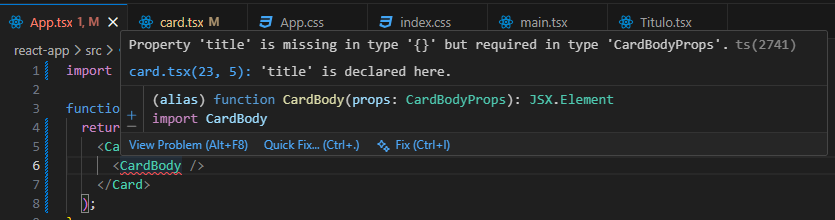 App.tsx 1, M
card.tsx M
App.css
index.css
main.tsx
Titulo.tsx
react-app > src >
Property 'title' is missing in type '{}' but required in type 'CardBodyProps'. ts(2741)
1 import
card.tsx(23, 5): 'title' is declared here.
2
(alias) function CardBody(props: CardBodyProps): JSX.Element
3 function
import CardBody
4 return
View Problem (Alt+F8) Quick Fix... (Ctrl+.) Fix (Ctrl+I)
5 <Ca
6 <CardBody />
7 </Card>
8 );